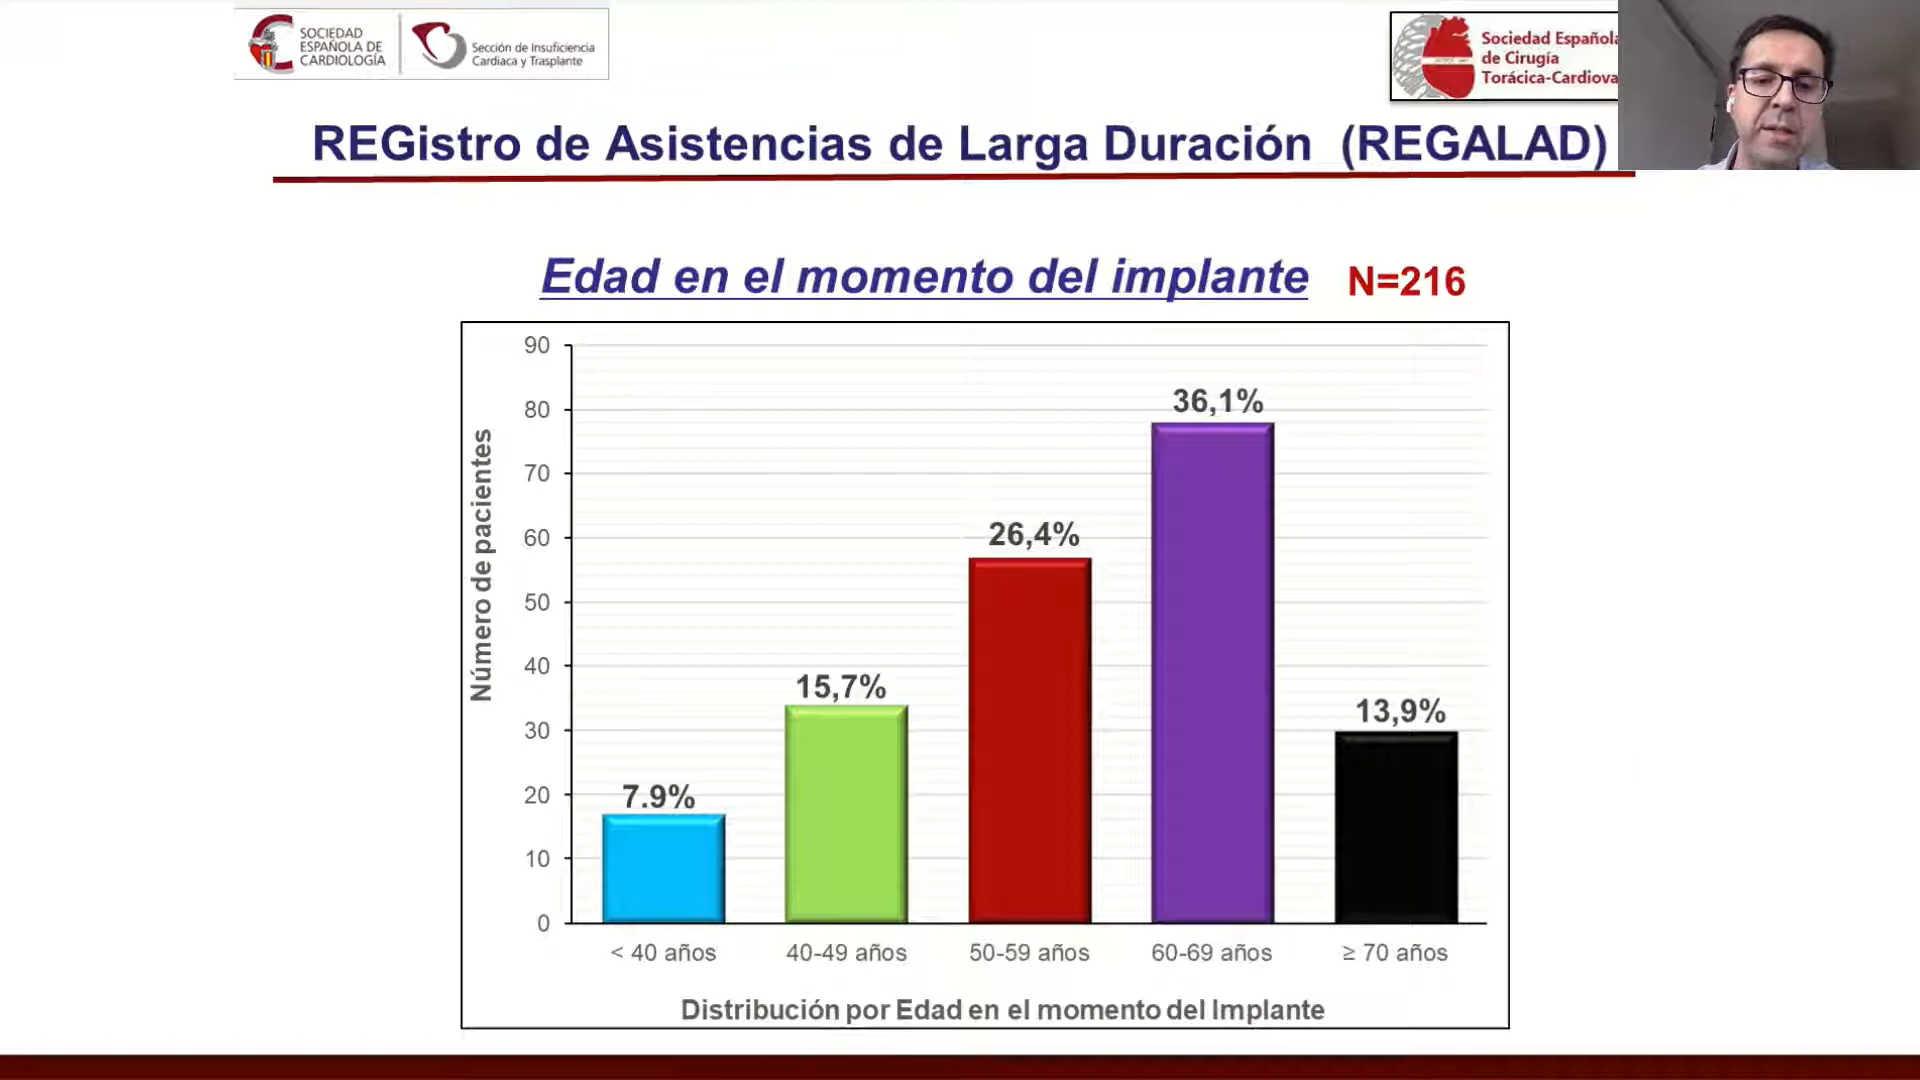 SOCIEDAD
ESPAÑOLA DE
CARDIOLOGÍA
Sección de Insuficiencia
Cardiaca y Trasplante
Sociedad Española
de Cirugía
Torácica-Cardiova
REGistro de Asistencias de Larga Duración (REGALAD)
Edad en el momento del implante N=216
Número de pacientes
90
80
70
60
50
40
30
20
10
0
7.9%
15,7%
26,4%
36,1%
13,9%
< 40 años
40-49 años
50-59 años
60-69 años
≥ 70 años
Distribución por Edad en el momento del Implante